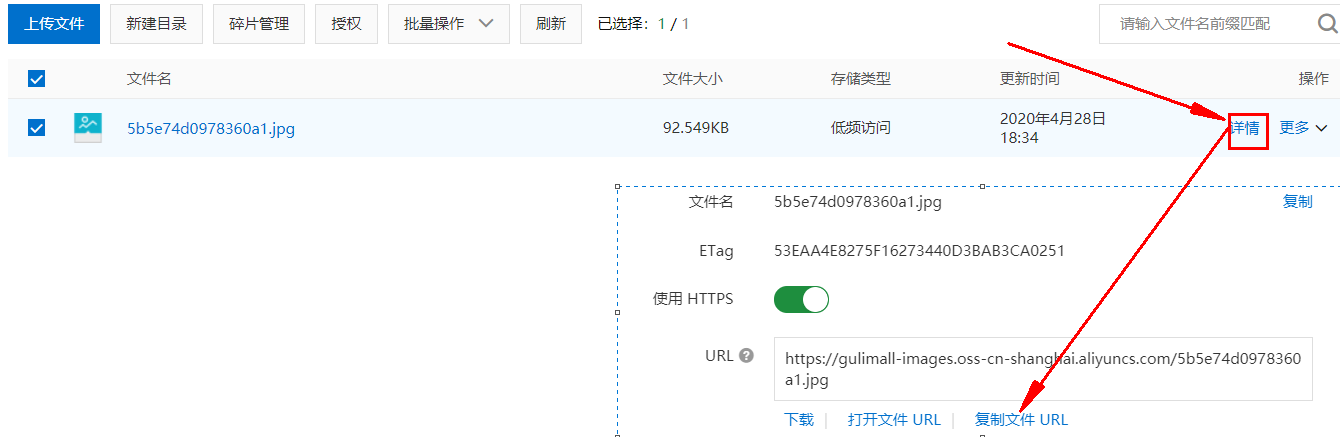 上传文件 新建目录 碎片管理 授权 批量操作 刷新 已选择：1 / 1 请输入文件名前缀匹配
文件名 文件大小 存储类型 更新时间 操作
5b5e74d0978360a1.jpg 92.549KB 低频访问 2020年4月28日 18:34 详情 更多
文件名 5b5e74d0978360a1.jpg 复制
ETag 53EAA4E8275F16273440D3BAB3CA0251
使用 HTTPS
URL ? https://gulimall-images.oss-cn-shanghai.aliyuncs.com/5b5e74d0978360
a1.jpg
下载 打开文件 URL 复制文件 URL